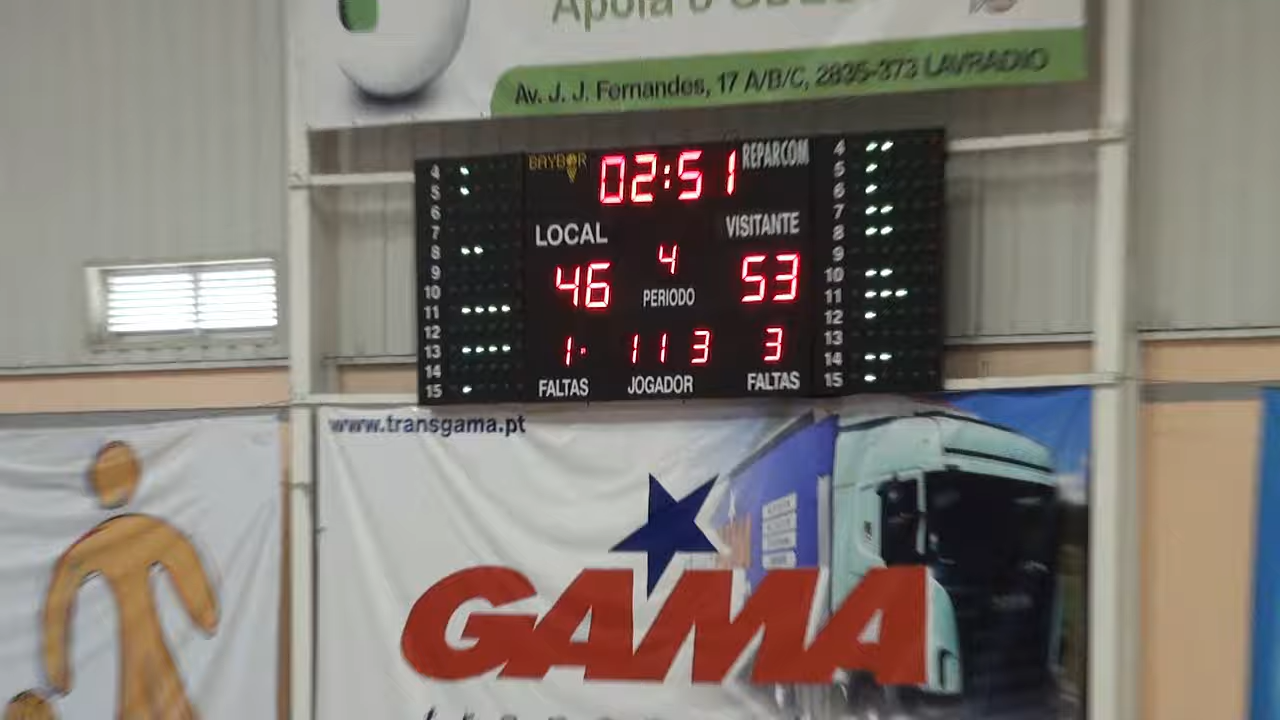 Apoia o
Av. J. J. Fernandes, 17 A/B/C, 2835-373 LAVRADIO
BAYBOR 02:51 REPARCOM
LOCAL VISITANTE
46 4 53
PERIODO
1 11 3 3
FALTAS JOGADOR FALTAS
4
5
6
7
8
9
10
11
12
13
14
15
4
5
6
7
8
9
10
11
12
13
14
15
www.transgama.pt
GAMA